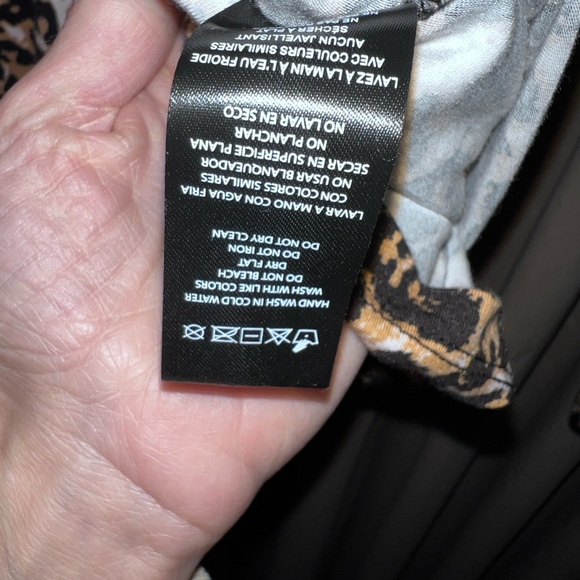 HAND WASH IN COLD WATER
WASH WITH LIKE COLORS
DO NOT BLEACH
DRY FLAT
DO NOT IRON
DO NOT DRY CLEAN
LAVAR A MANO CON AGUA FRIA
CON COLORES SIMILARES
NO USAR BLANQUEADOR
SECAR EN SUPERFICIE PLANA
NO PLANCHAR
NO LAVAR EN SECO
LAVEZ À LA MAIN À L'EAU FROIDE
AVEC COULEURS SIMILAIRES
AUCUN JAVELLISANT
SÉCHER À PLAT